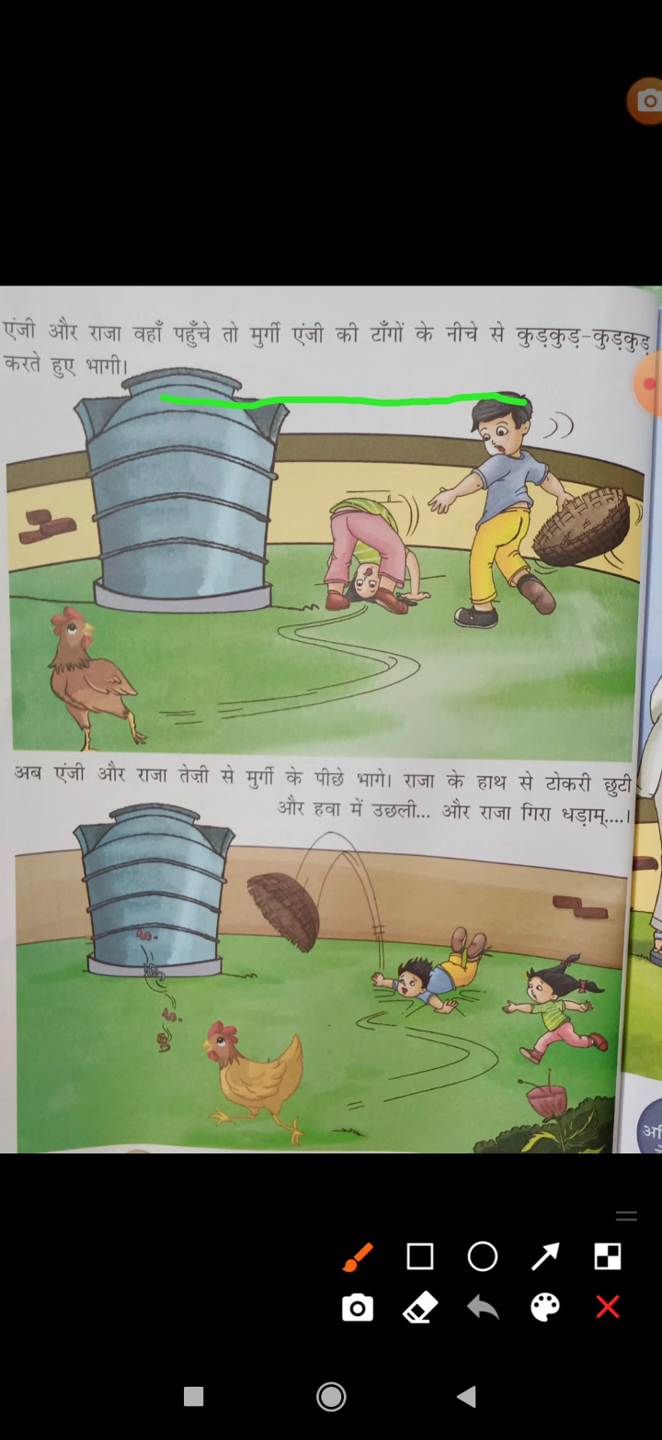 एंजी और राजा वहाँ पहुँचे तो मुर्गी एंजी की टाँगों के नीचे से कुड़कुड़-कुड़कुड़
करते हुए भागी।
अब एंजी और राजा तेज़ी से मुर्गी के पीछे भागे। राजा के हाथ से टोकरी छुटी
और हवा में उछली... और राजा गिरा धड़ाम्....।